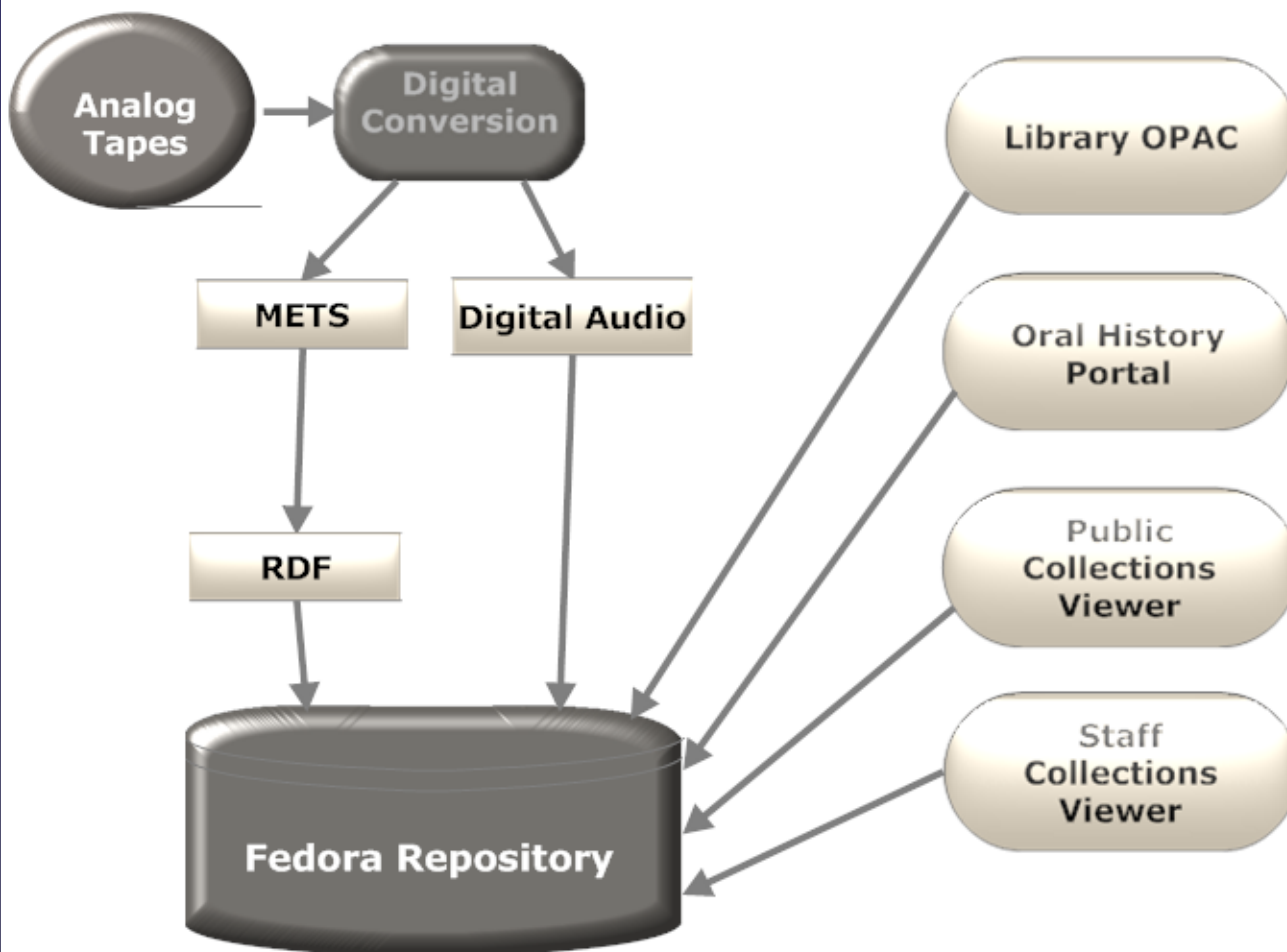 Analog
Tapes
Digital
Conversion
METS
Digital Audio
RDF
Fedora Repository
Library OPAC
Oral History
Portal
Public
Collections
Viewer
Staff
Collections
Viewer